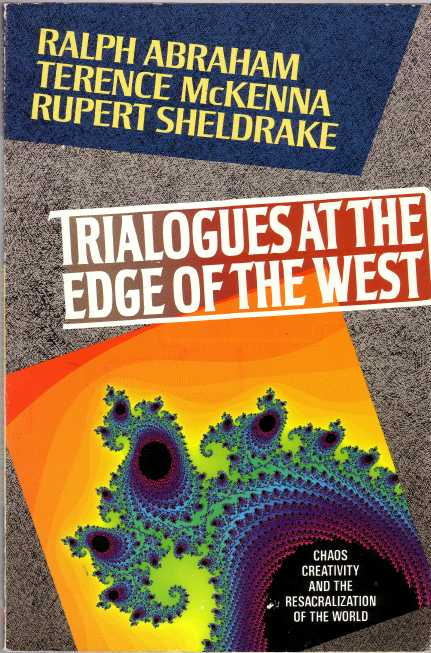 RALPH ABRAHAM
TERENCE McKENNA
RUPERT SHELDRAKE
TRIALOGUES AT THE
EDGE OF THE WEST
CHAOS
CREATIVITY
AND THE
RESACRALIZATION
OF THE WORLD